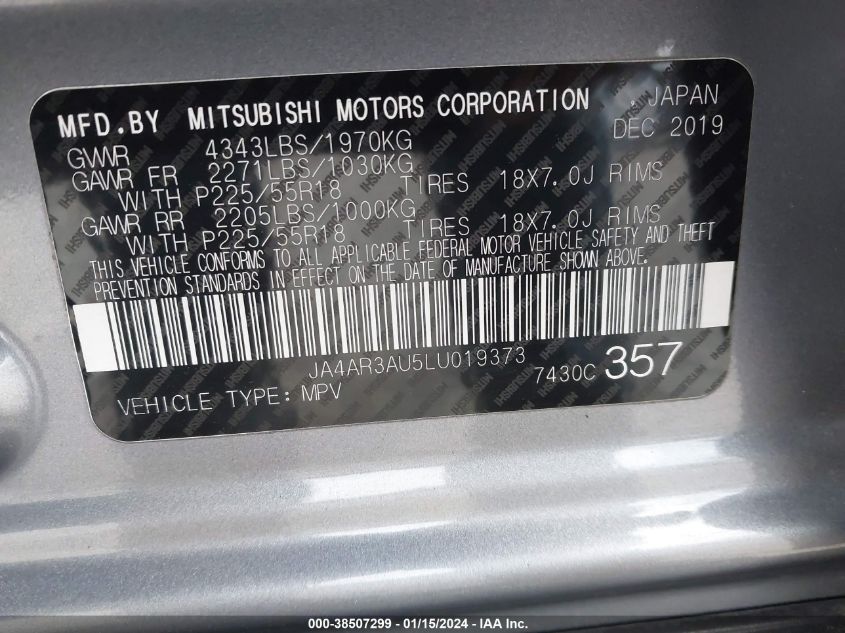 MFD.BY MITSUBISHI MOTORS CORPORATION , JAPAN
DEC 2019
GVWR 4343LBS/1970KG
GAWR FR 2271LBS/1030KG
WITH P225/55R18 TIRES 18X7.0J RIMS
GAWR RR 2205LBS/1000KG
WITH P225/55R18 TIRES 18X7.0J RIMS
THIS VEHICLE CONFORMS TO ALL APPLICABLE FEDERAL MOTOR VEHICLE SAFETY AND THEFT
PREVENTION STANDARDS IN EFFECT ON THE DATE OF MANUFACTURE SHOWN ABOVE.
JA4AR3AU5LU019373
7430C 357
VEHICLE TYPE: MPV
000-38507299 - 01/15/2024 - IAA Inc.